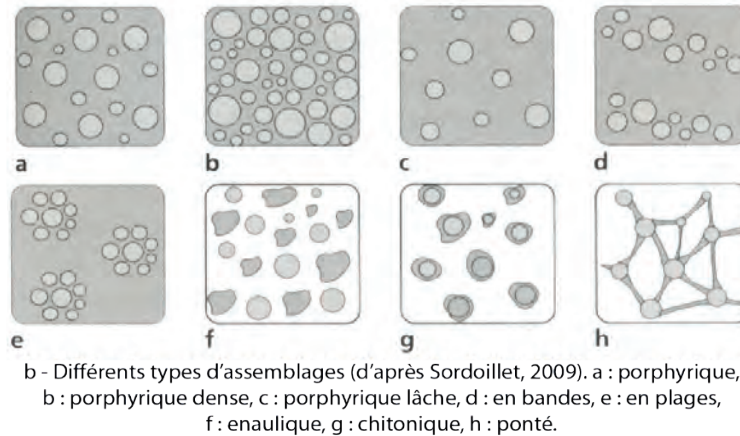 a b c d
e f g h
b - Différents types d’assemblages (d’après Sordoillet, 2009). a : porphyrique,
b : porphyrique dense, c : porphyrique lâche, d : en bandes, e : en plages,
f : enaulique, g : chitonique, h : ponté.